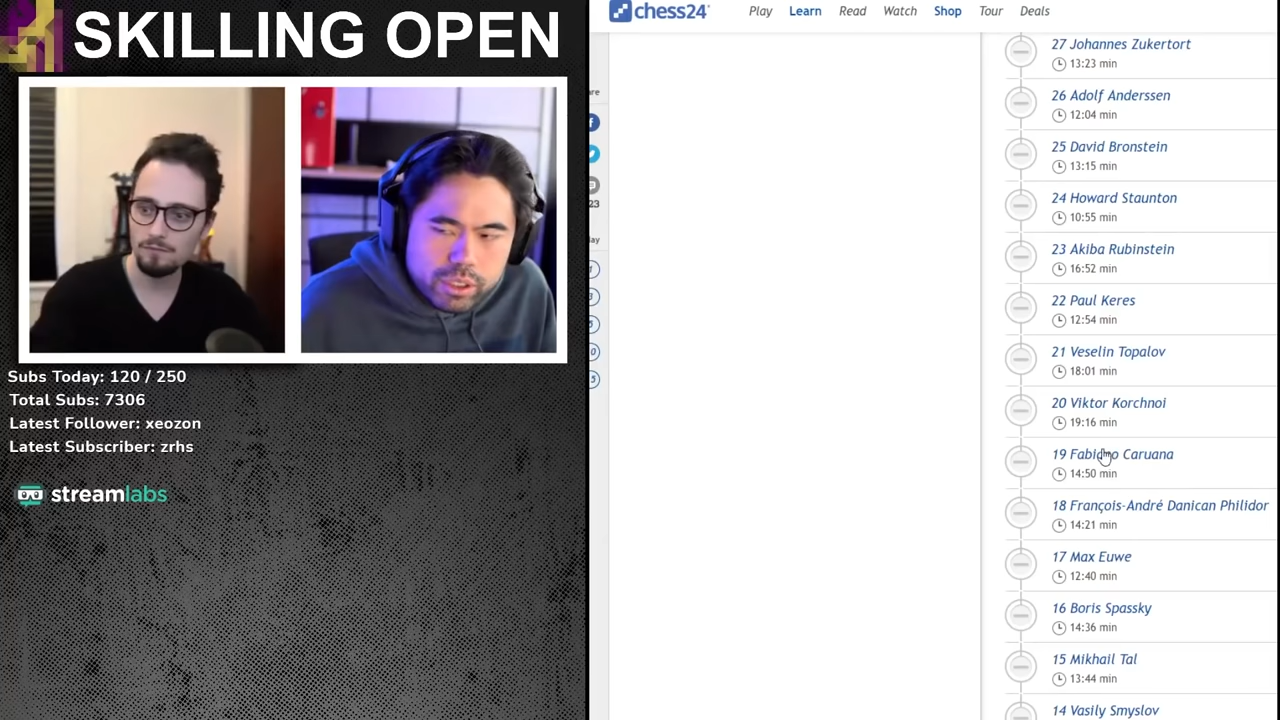 SKILLING OPEN
Subs Today: 120 / 250
Total Subs: 7306
Latest Follower: xeozon
Latest Subscriber: zrhs
streamlabs
chess24
Play Learn Read Watch Shop Tour Deals
23
27 Johannes Zukertort
13:23 min
26 Adolf Anderssen
12:04 min
25 David Bronstein
13:15 min
24 Howard Staunton
10:55 min
23 Akiba Rubinstein
16:52 min
22 Paul Keres
12:54 min
21 Veselin Topalov
18:01 min
20 Viktor Korchnoi
19:16 min
19 Fabiano Caruana
14:50 min
18 François-André Danican Philidor
14:21 min
17 Max Euwe
12:40 min
16 Boris Spassky
14:36 min
15 Mikhail Tal
13:44 min
14 Vasily Smyslov